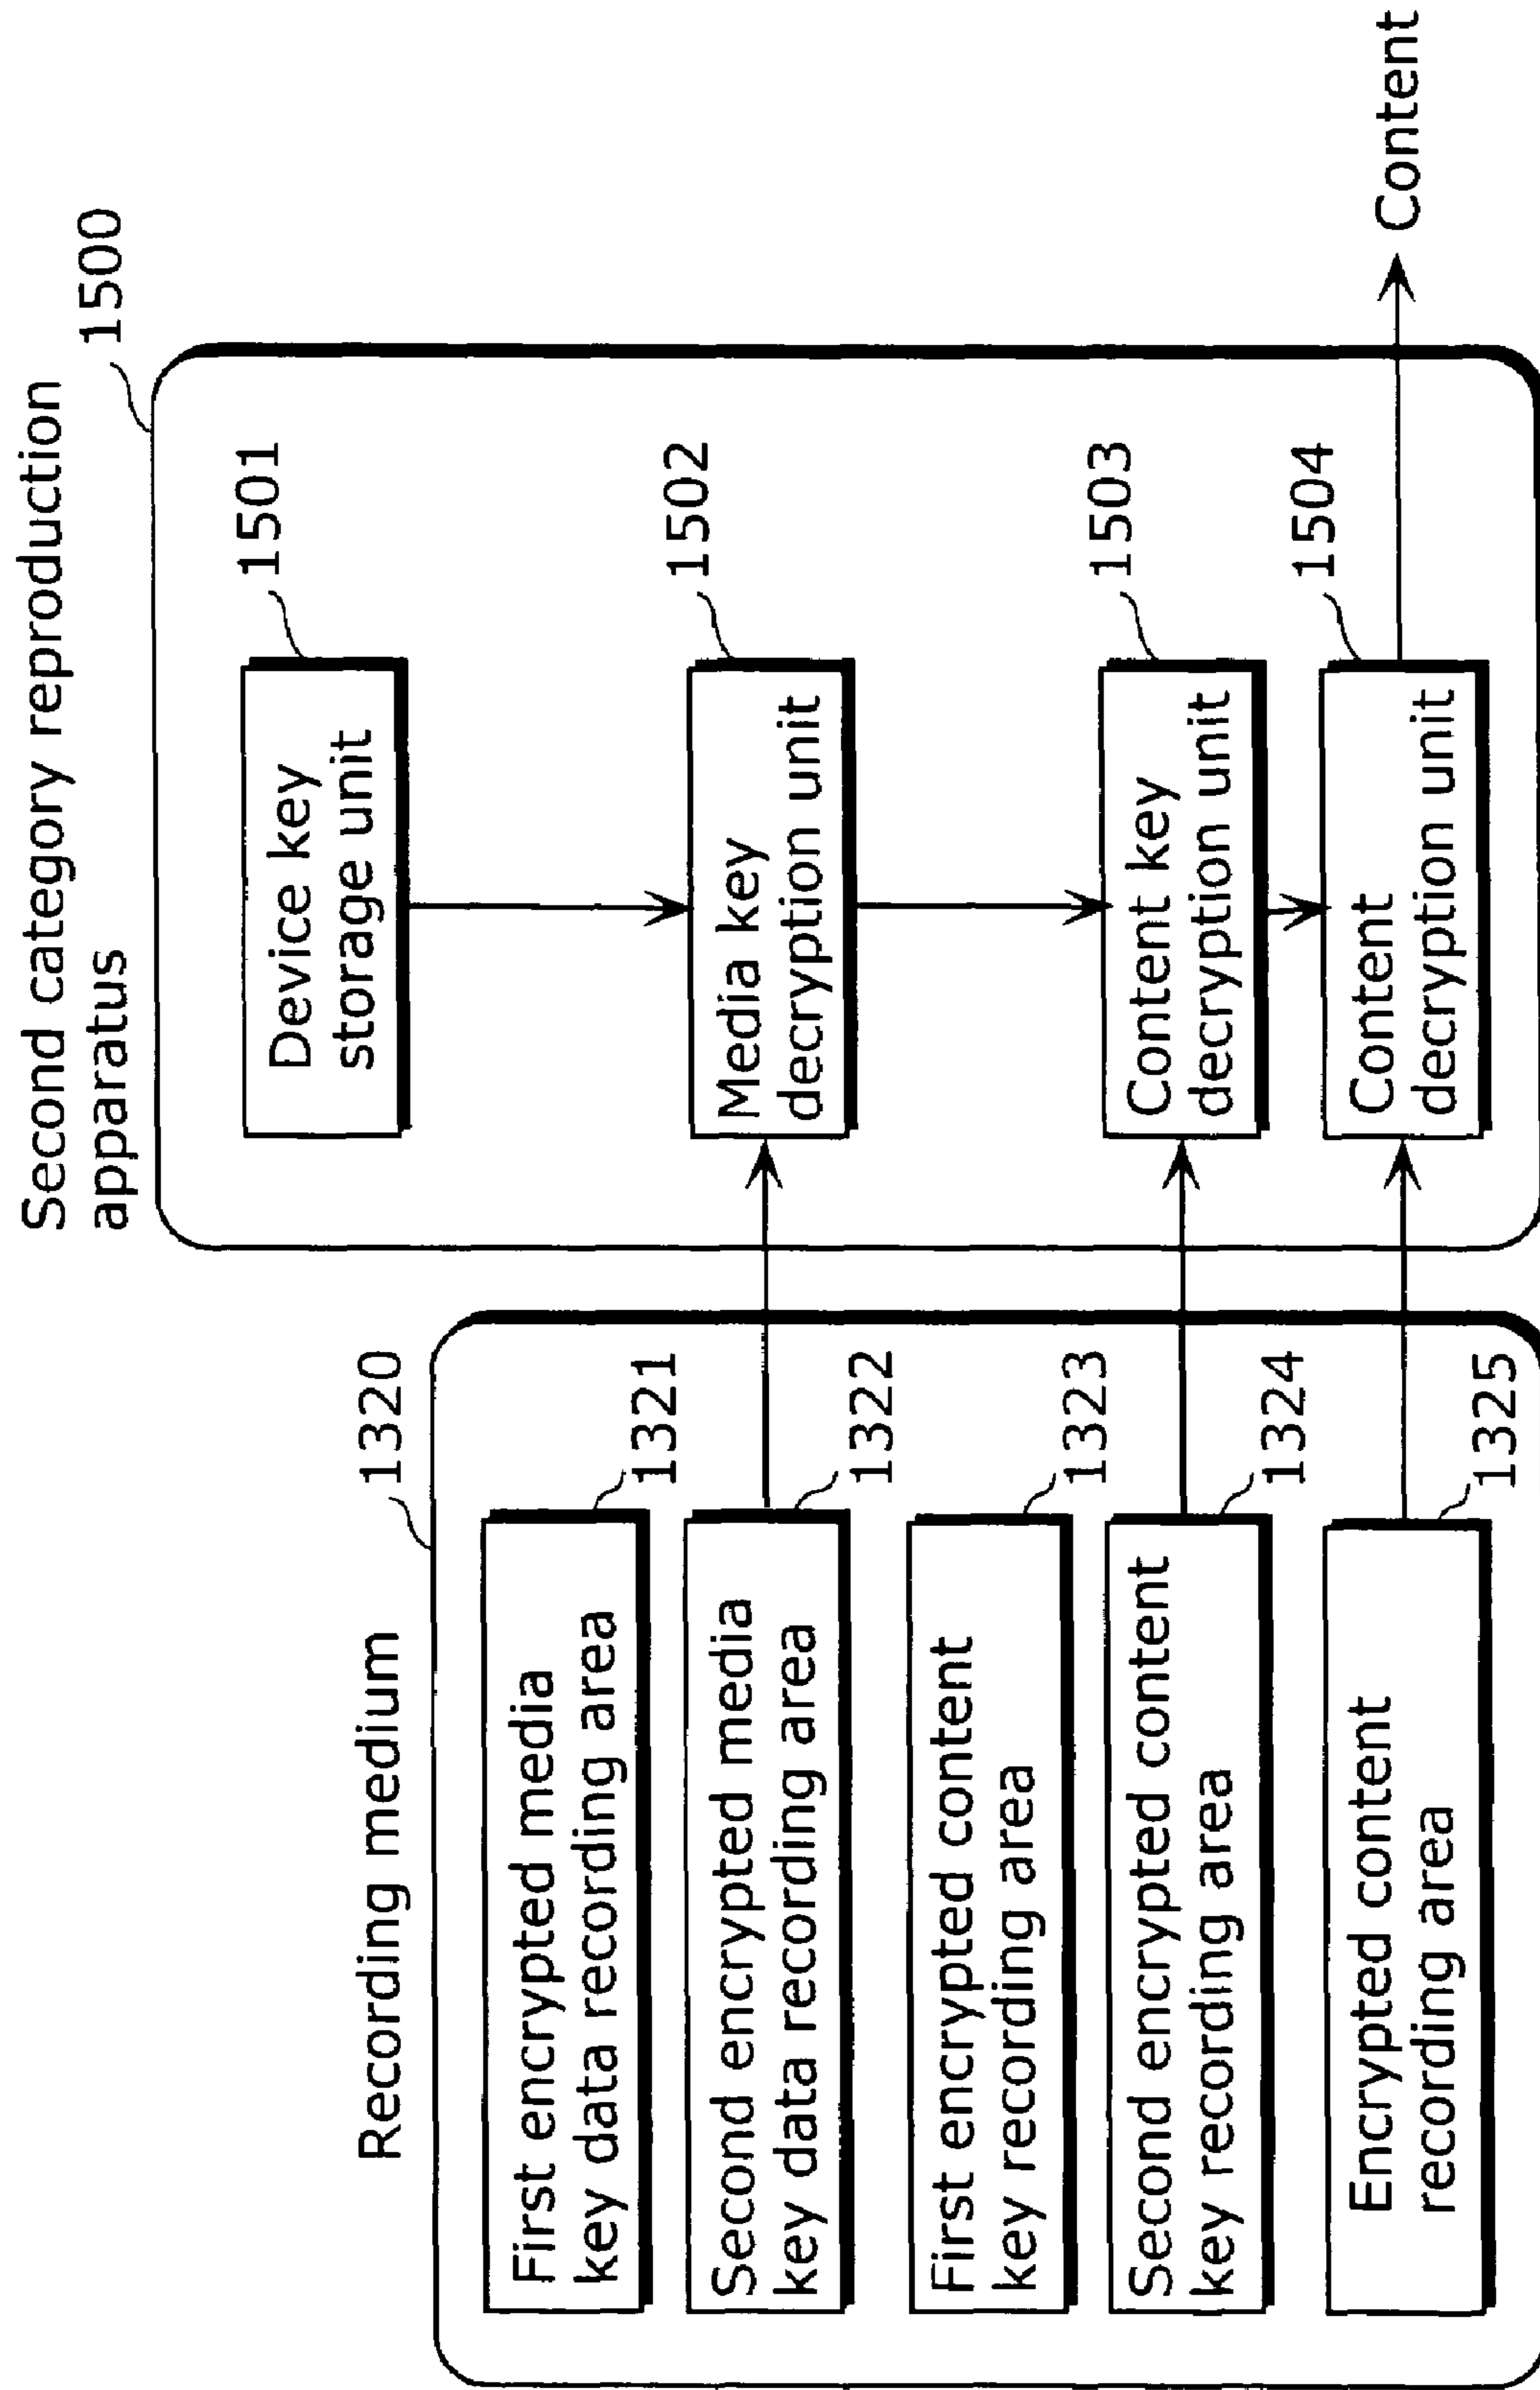 Second category reproduction
apparatus
1500
Recording medium
1320
First encrypted media
key data recording area
1321
Second encrypted media
key data recording area
1322
First encrypted content
key recording area
1323
Second encrypted content
key recording area
1324
Encrypted content
recording area
1325
Device key
storage unit
1501
Media key
decryption unit
1502
Content key
decryption unit
1503
Content
decryption unit
1504
Content